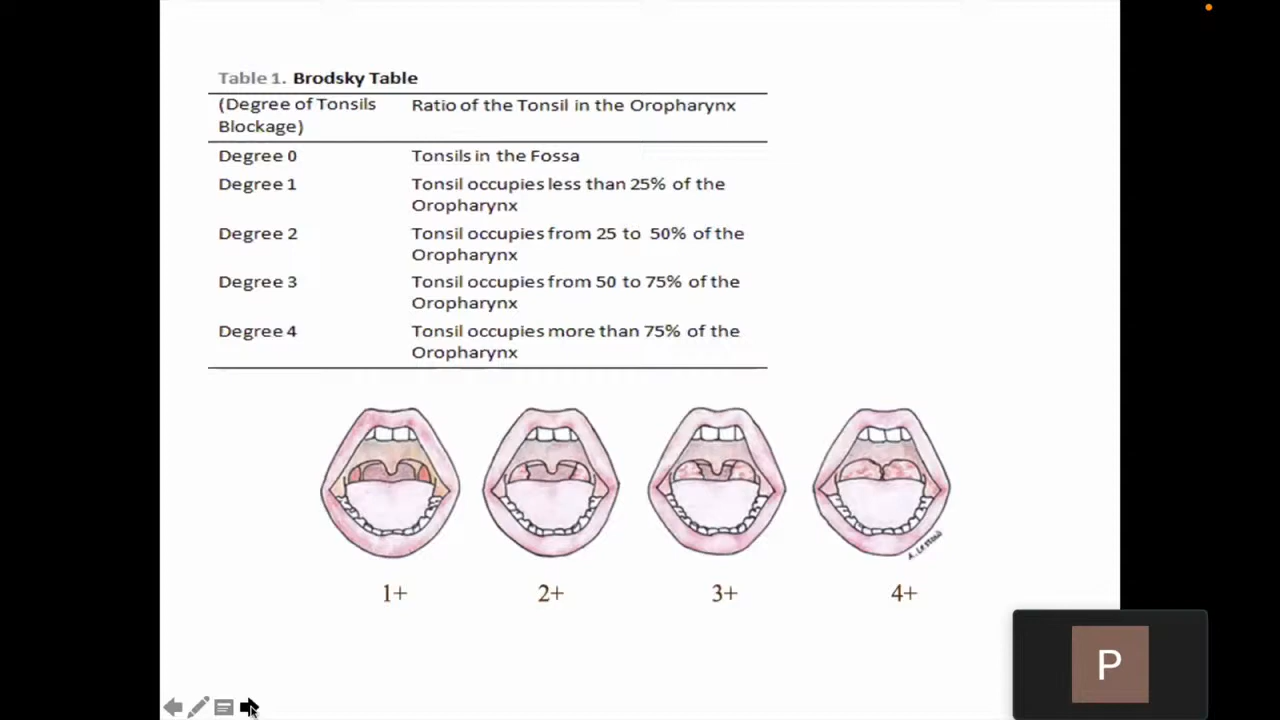 Table 1. Brodsky Table
(Degree of Tonsils
Blockage)
Ratio of the Tonsil in the Oropharynx
Degree 0
Tonsils in the Fossa
Degree 1
Tonsil occupies less than 25% of the
Oropharynx
Degree 2
Tonsil occupies from 25 to 50% of the
Oropharynx
Degree 3
Tonsil occupies from 50 to 75% of the
Oropharynx
Degree 4
Tonsil occupies more than 75% of the
Oropharynx
1+
2+
3+
4+
P